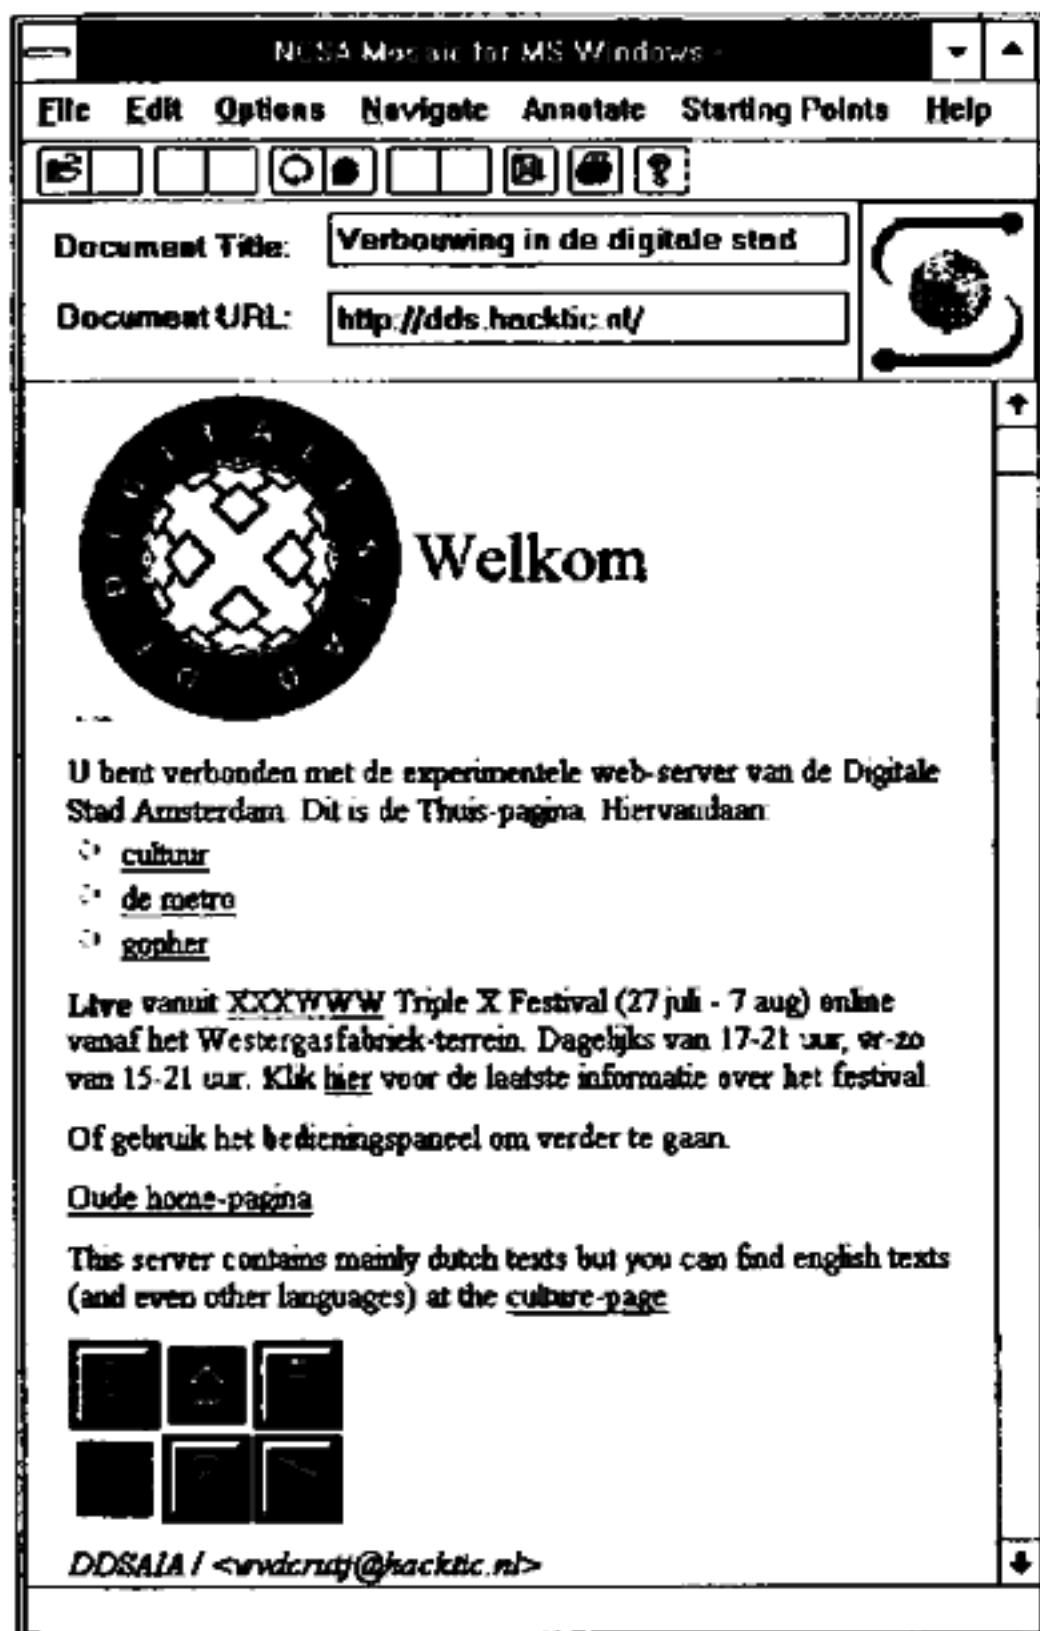 NCSA Mosaic for MS Windows -
File Edit Options Navigate Annotate Starting Points Help
Document Title: Verbouwing in de digitale stad
Document URL: http://dds.hacktic.nl/
DE DIGITALE STAD
Welkom
U bent verbonden met de experimentele web-server van de Digitale
Stad Amsterdam. Dit is de Thuis-pagina. Hiervandaan:
cultuur
de metro
gopher
Live vanuit XXXWWW Triple X Festival (27 juli - 7 aug) online
vanaf het Westergasfabriek-terrein. Dagelijks van 17-21 uur, vr-zo
van 15-21 uur. Klik hier voor de laatste informatie over het festival.
Of gebruik het bedieningspaneel om verder te gaan.
Oude home-pagina
This server contains mainly dutch texts but you can find english texts
(and even other languages) at the culture-page